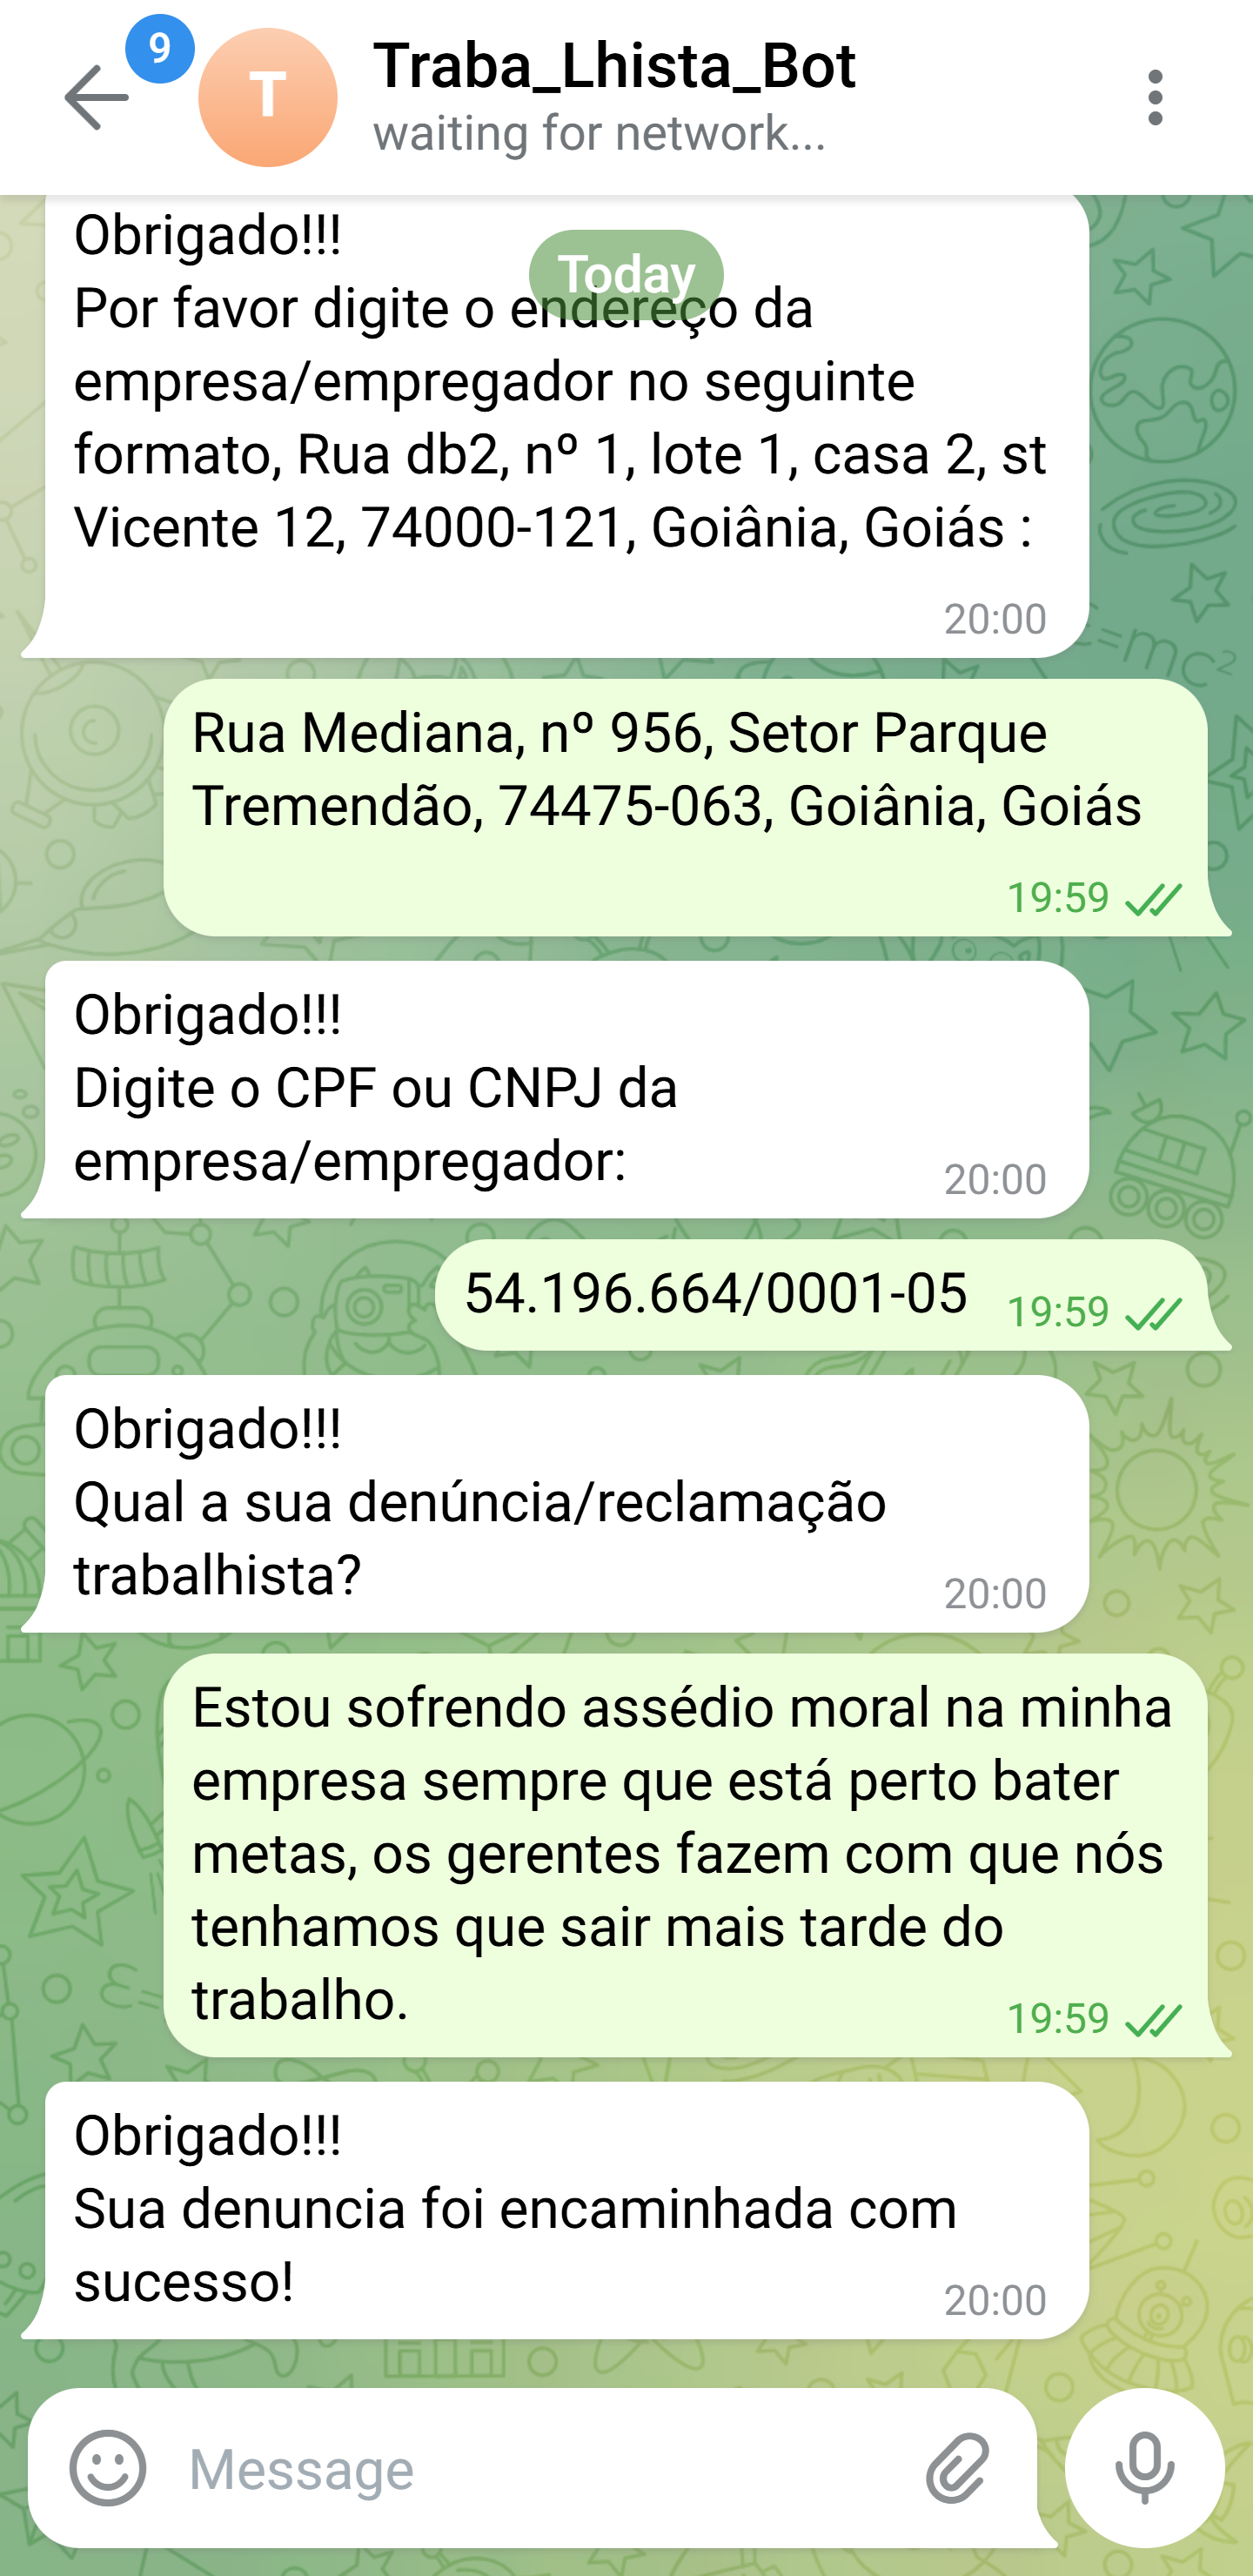 9
T
Traba_Lhista_Bot
waiting for network...
Obrigado!!!
Today
Por favor digite o endereço da
empresa/empregador no seguinte
formato, Rua db2, nº 1, lote 1, casa 2, st
Vicente 12, 74000-121, Goiânia, Goiás :
20:00
E=mc²
Rua Mediana, nº 956, Setor Parque
Tremendão, 74475-063, Goiânia, Goiás
19:59
Obrigado!!!
Digite o CPF ou CNPJ da
empresa/empregador:
20:00
54.196.664/0001-05
19:59
Obrigado!!!
Qual a sua denúncia/reclamação
trabalhista?
20:00
Estou sofrendo assédio moral na minha
empresa sempre que está perto bater
metas, os gerentes fazem com que nós
tenhamos que sair mais tarde do
trabalho.
19:59
Obrigado!!!
Sua denuncia foi encaminhada com
sucesso!
20:00
Message